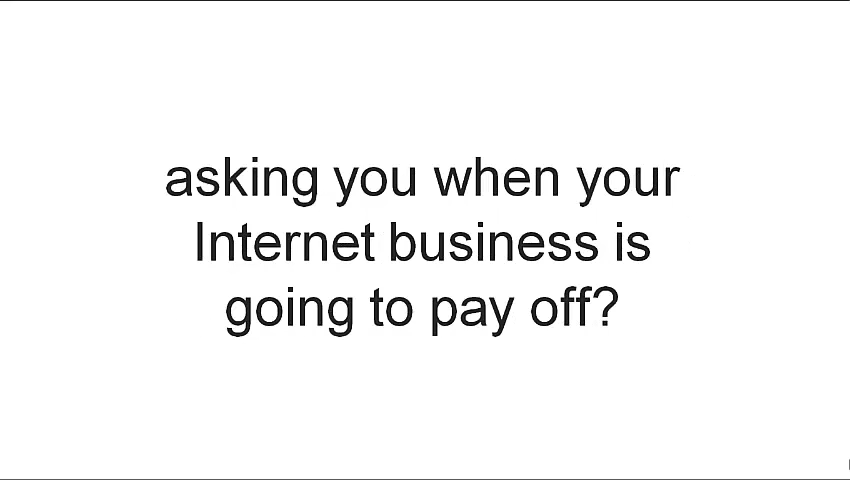 asking you when your
Internet business is
going to pay off?